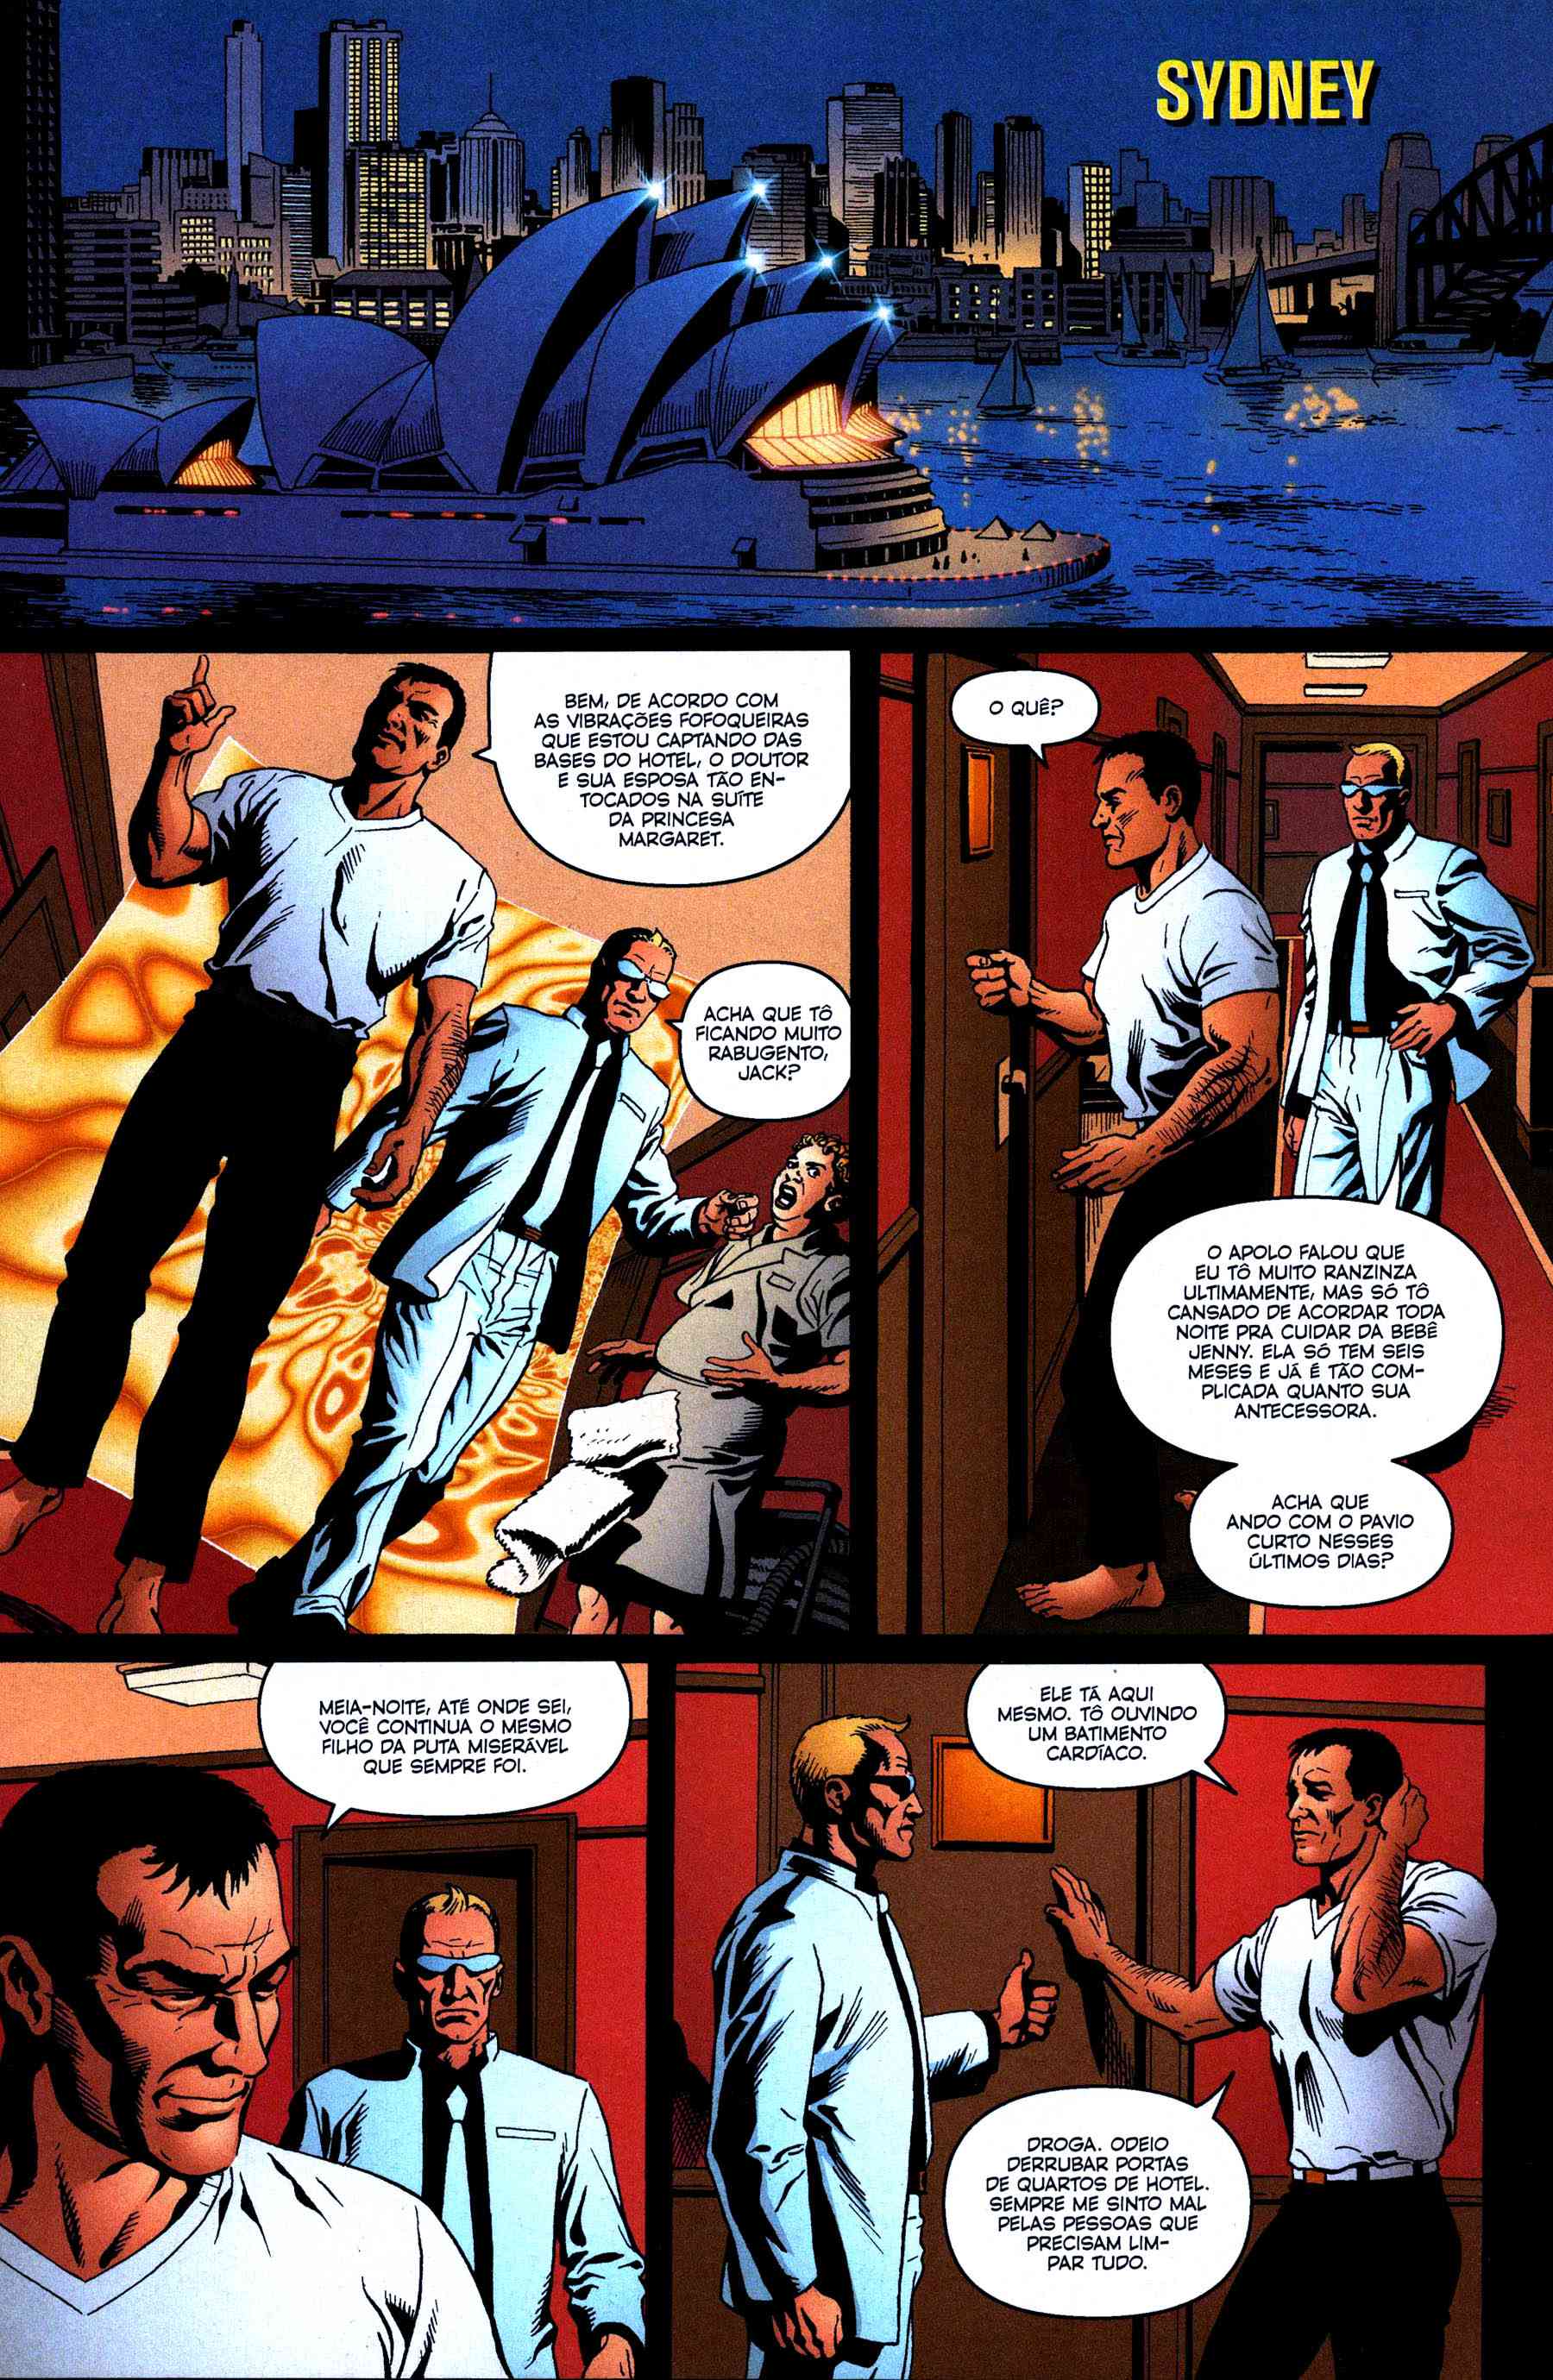 SYDNEY
BEM, DE ACORDO COM
AS VIBRAÇÕES FOFOQUEIRAS
QUE ESTOU CAPTANDO DAS
BASES DO HOTEL, O DOUTOR
E SUA ESPOSA TÃO EN-
TOCADOS NA SUÍTE
DA PRINCESA
MARGARET.
ACHA QUE TÔ
FICANDO MUITO
RABUGENTO,
JACK?
O QUÊ?
O APOLO FALOU QUE
EU TÔ MUITO RANZINZA
ULTIMAMENTE, MAS SÓ TÔ
CANSADO DE ACORDAR TODA
NOITE PRA CUIDAR DA BEBÊ
JENNY. ELA SÓ TEM SEIS
MESES E JÁ É TÃO COM-
PLICADA QUANTO SUA
ANTECESSORA.
ACHA QUE
ANDO COM O PAVIO
CURTO NESSES
ÚLTIMOS DIAS?
MEIA-NOITE, ATÉ ONDE SEI,
VOCÊ CONTINUA O MESMO
FILHO DA PUTA MISERÁVEL
QUE SEMPRE FOI.
ELE TÁ AQUI
MESMO. TÔ OUVINDO
UM BATIMENTO
CARDÍACO.
DROGA. ODEIO
DERRUBAR PORTAS
DE QUARTOS DE HOTEL.
SEMPRE ME SINTO MAL
PELAS PESSOAS QUE
PRECISAM LIM-
PAR TUDO.